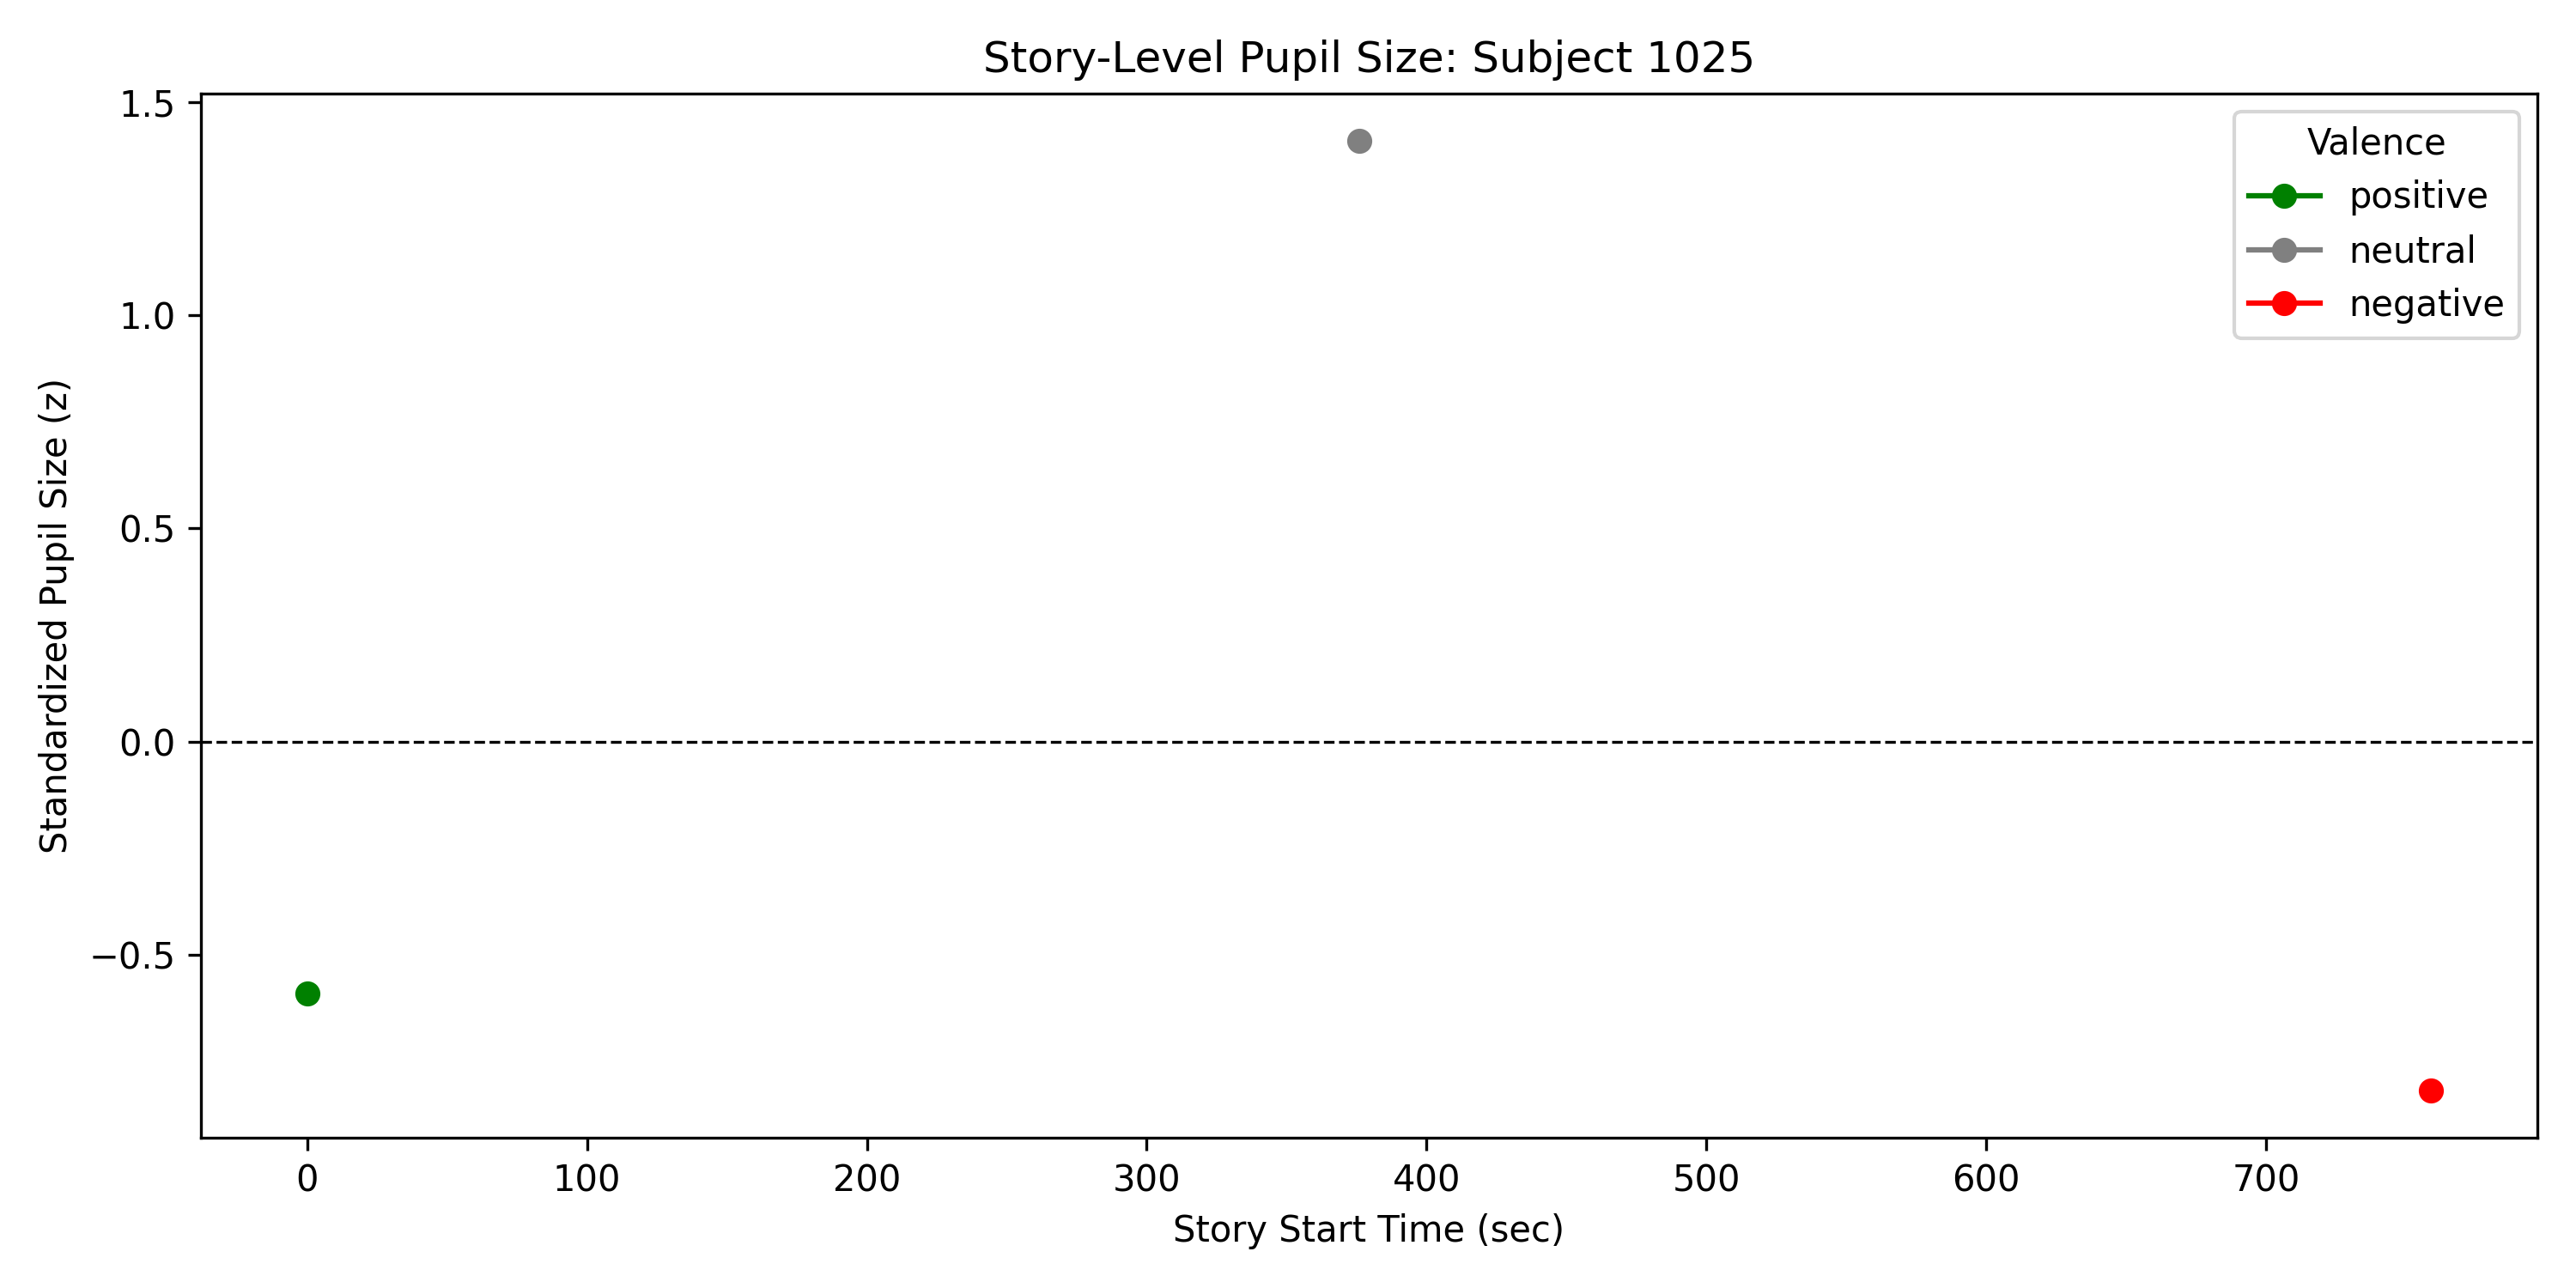 Story-Level Pupil Size: Subject 1025
Standardized Pupil Size (z)
1.5
1.0
0.5
0.0
−0.5
Valence
positive
neutral
negative
0 100 200 300 400 500 600 700
Story Start Time (sec)